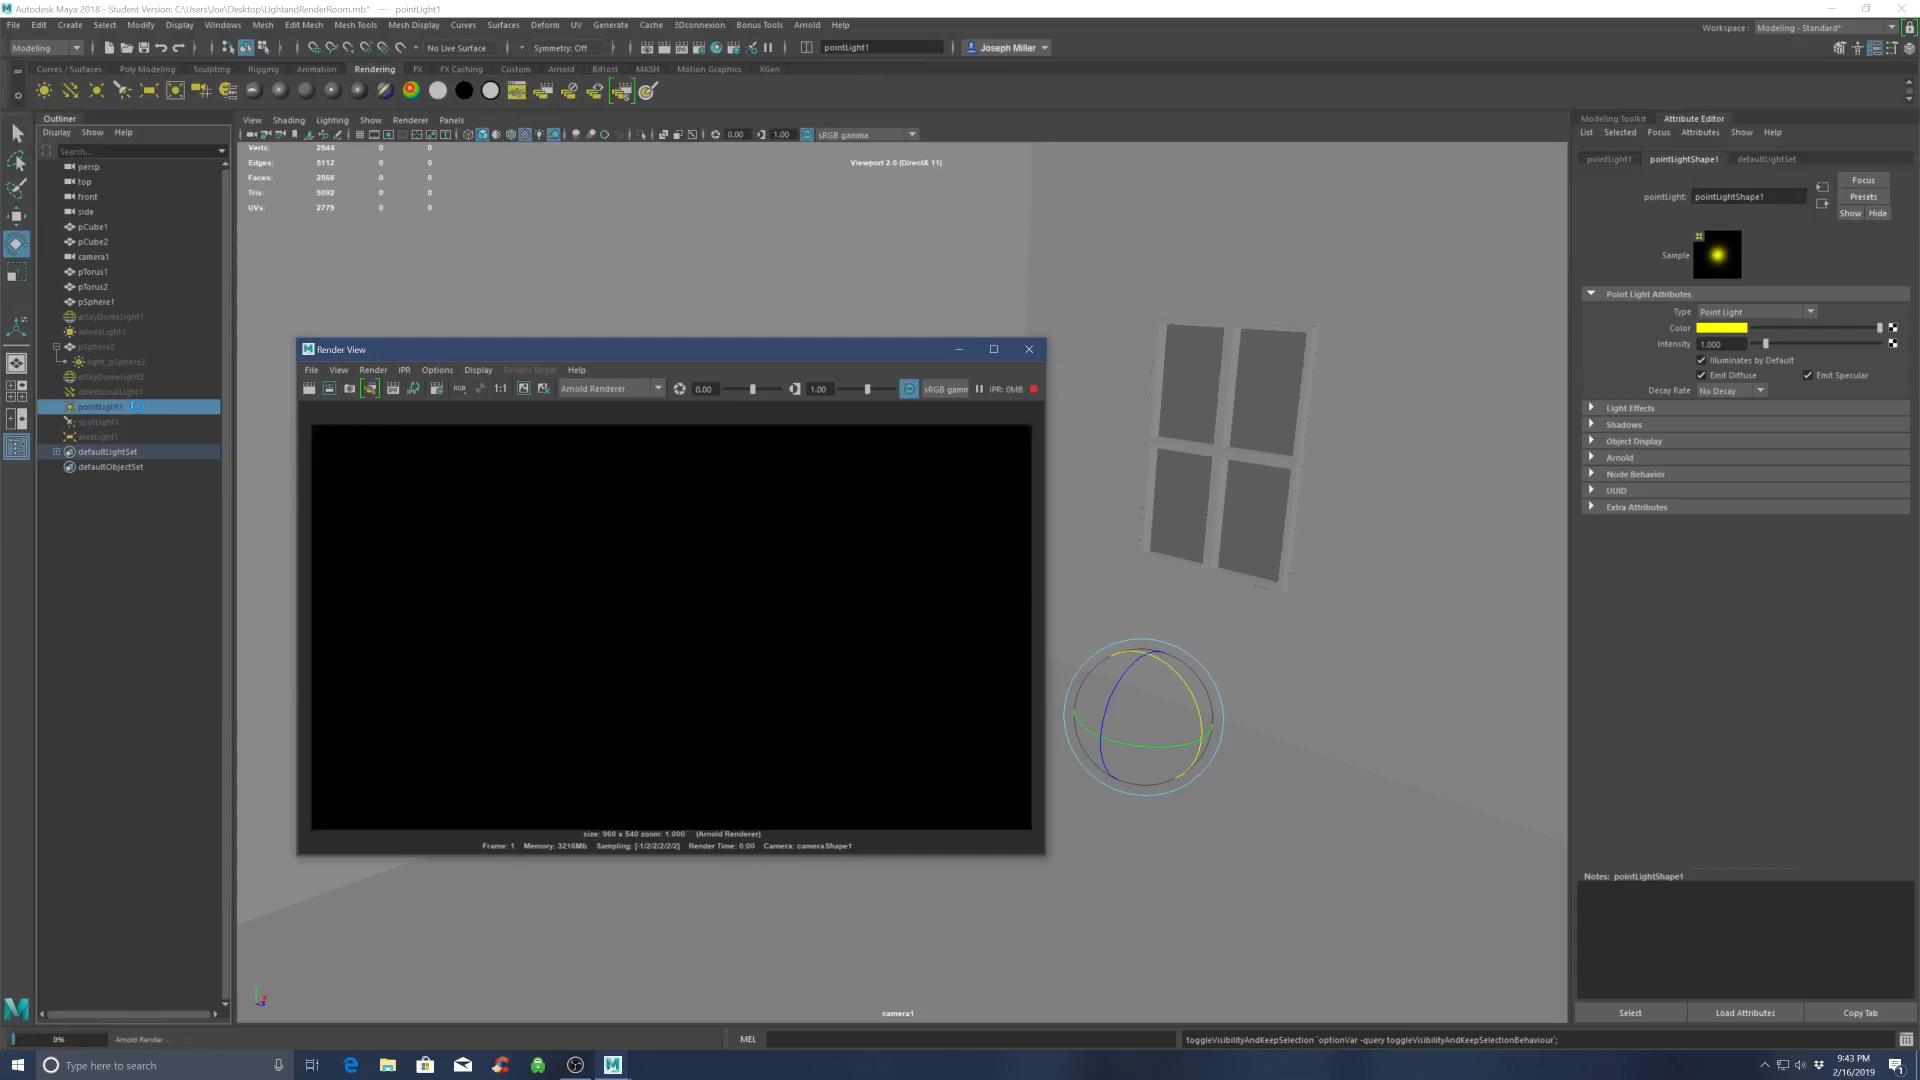 Autodesk Maya 2018 - Student Version: C:\Users\Joe\Desktop\LightandRenderRoom.mb* --- pointLight1
File Edit Create Select Modify Display Windows Mesh Edit Mesh Mesh Tools Mesh Display Curves Surfaces Deform UV Generate Cache 3Dconnexion Bonus Tools Arnold Help
Workspace : Modeling - Standard*
Modeling No Live Surface Symmetry: Off pointLight1 Joseph Miller
Curves / Surfaces Poly Modeling Sculpting Rigging Animation Rendering FX FX Caching Custom Arnold Bifrost MASH Motion Graphics XGen
Outliner
Display Show Help
Search...
persp
top
front
side
pCube1
pCube2
camera1
pTorus1
pTorus2
pSphere1
aiSkyDomeLight1
aiAreaLight1
pSphere2
light_pSphere2
aiSkyDomeLight2
directionalLight1
pointLight1
spotLight1
areaLight1
defaultLightSet
defaultObjectSet
View Shading Lighting Show Renderer Panels
0.00 1.00 sRGB gamma
Verts: 2544 0 0
Edges: 5112 0 0
Faces: 2568 0 0
Tris: 5092 0 0
UVs: 2779 0 0
Viewport 2.0 (DirectX 11)
Render View
File View Render IPR Options Display Render Target Help
RGB 1:1 Arnold Renderer 0.00 1.00 sRGB gamm IPR: 0MB
size: 960 x 540 zoom: 1.000 (Arnold Renderer)
Frame: 1 Memory: 3216Mb Sampling: [-1/2/2/2/2/2] Render Time: 0:00 Camera: cameraShape1
camera1
Modeling Toolkit Attribute Editor
List Selected Focus Attributes Show Help
pointLight1 pointLightShape1 defaultLightSet
Focus
pointLight: pointLightShape1
Presets
Show Hide
Sample
Point Light Attributes
Type Point Light
Color
Intensity 1.000
Illuminates by Default
Emit Diffuse Emit Specular
Decay Rate No Decay
Light Effects
Shadows
Object Display
Arnold
Node Behavior
UUID
Extra Attributes
Notes: pointLightShape1
Select Load Attributes Copy Tab
0% Arnold Render ...
MEL
toggleVisibilityAndKeepSelection `optionVar -query toggleVisibilityAndKeepSelectionBehaviour`;
Type here to search
9:43 PM
2/16/2019